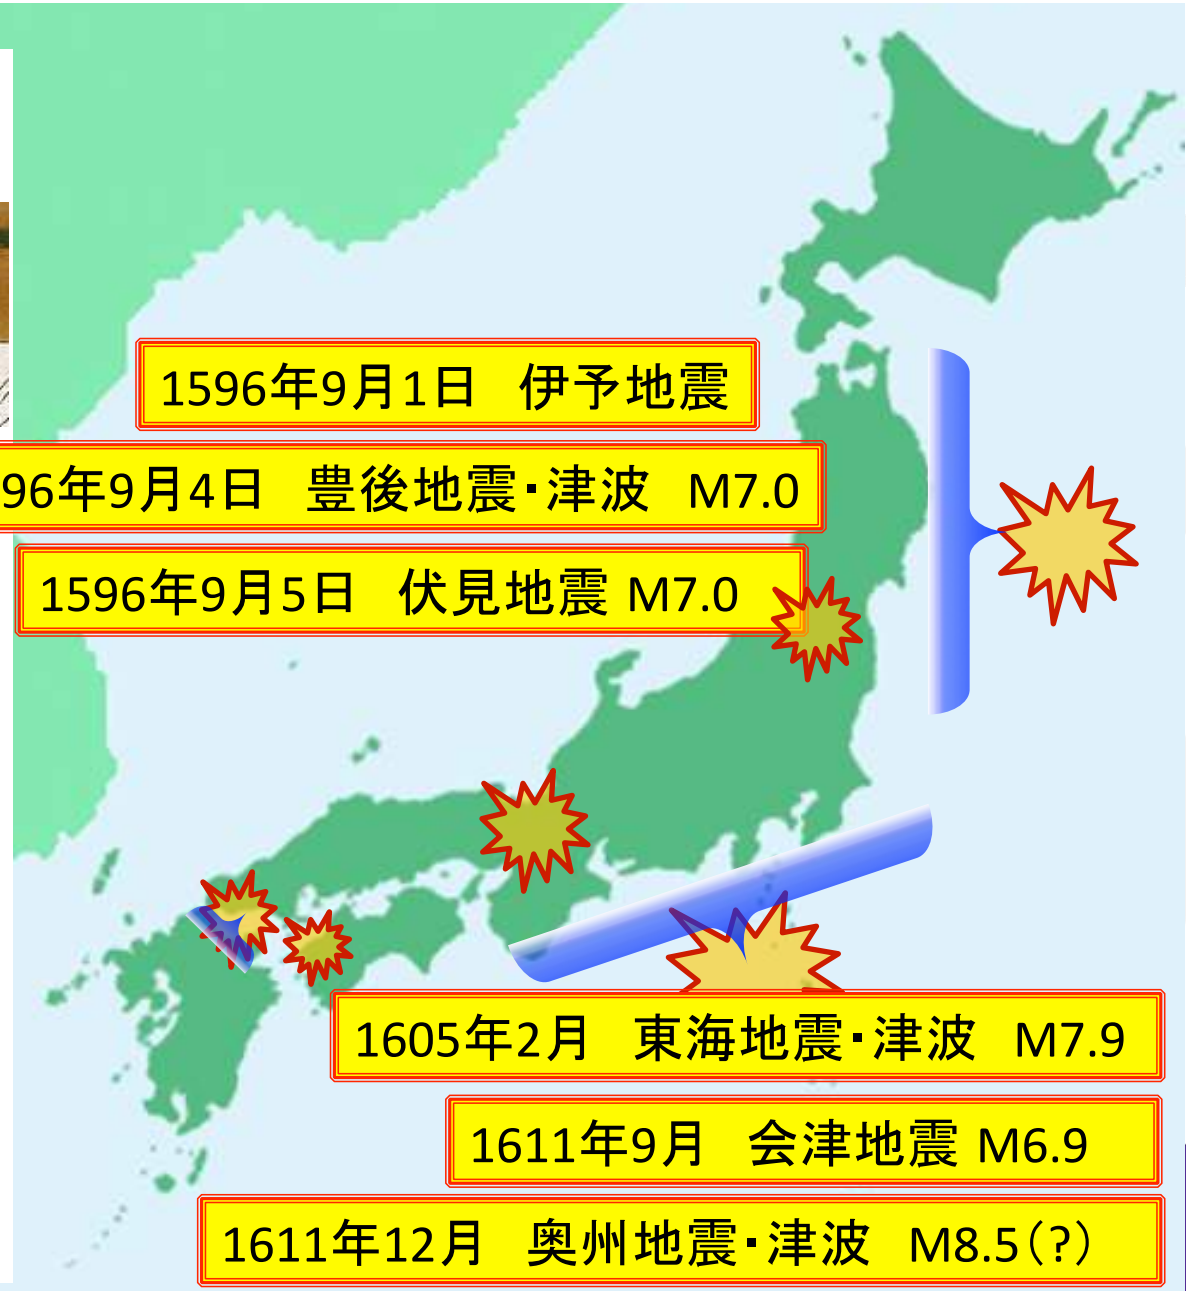 1596年9月1日　伊予地震
96年9月4日　豊後地震・津波　M7.0
1596年9月5日　伏見地震 M7.0
1605年2月　東海地震・津波　M7.9
1611年9月　会津地震 M6.9
1611年12月　奥州地震・津波　M8.5（?）